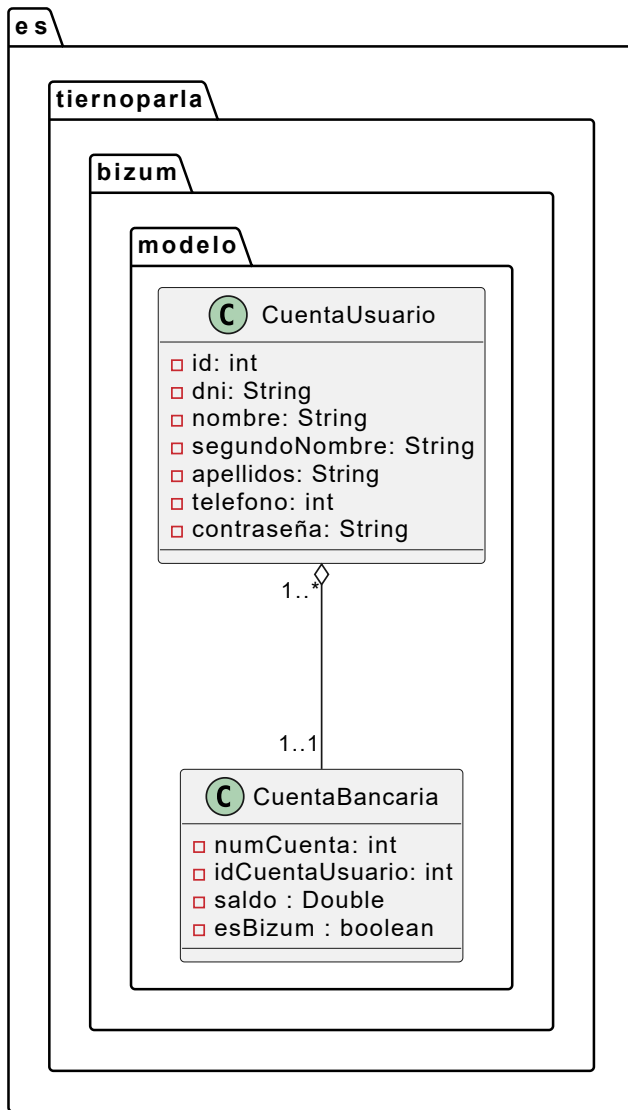 es
tiernoparla
bizum
modelo
C CuentaUsuario
id: int
dni: String
nombre: String
segundoNombre: String
apellidos: String
telefono: int
contraseña: String
1..*
1..1
C CuentaBancaria
numCuenta: int
idCuentaUsuario: int
saldo : Double
esBizum : boolean